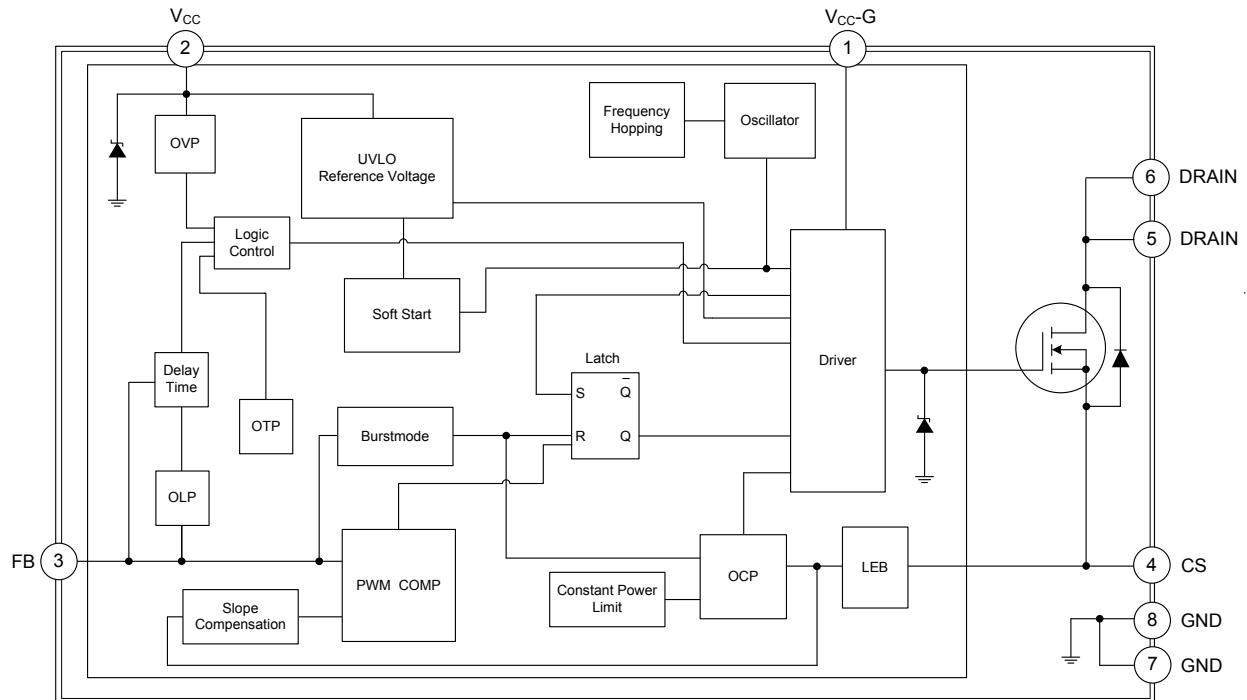 VCC
VCC-G
2
1
Frequency
Hopping
Oscillator
OVP
UVLO
Reference Voltage
6 DRAIN
Logic
Control
5 DRAIN
Soft Start
Latch
Driver
Delay
Time
S Q̅
OTP
Burstmode
R Q
OLP
FB 3
PWM COMP
OCP
LEB
4 CS
Constant Power
Limit
Slope
Compensation
8 GND
7 GND